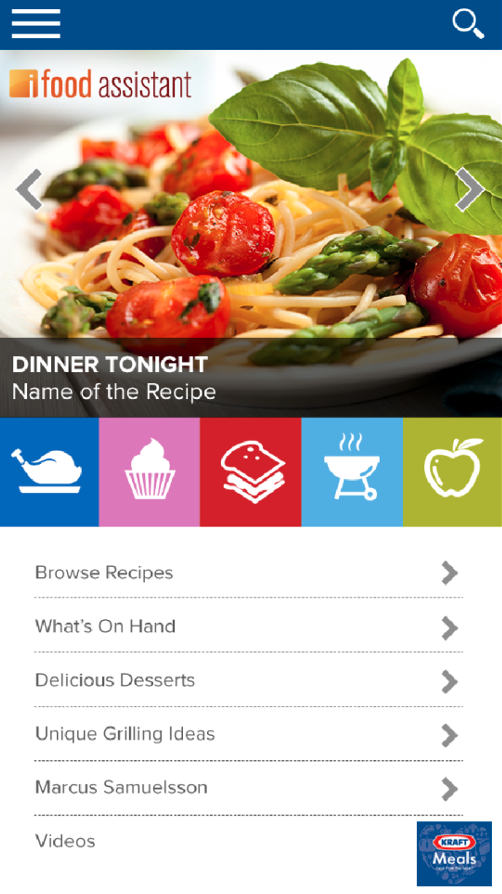 i food assistant
DINNER TONIGHT
Name of the Recipe
Browse Recipes
What's On Hand
Delicious Desserts
Unique Grilling Ideas
Marcus Samuelsson
Videos
KRAFT
Meals